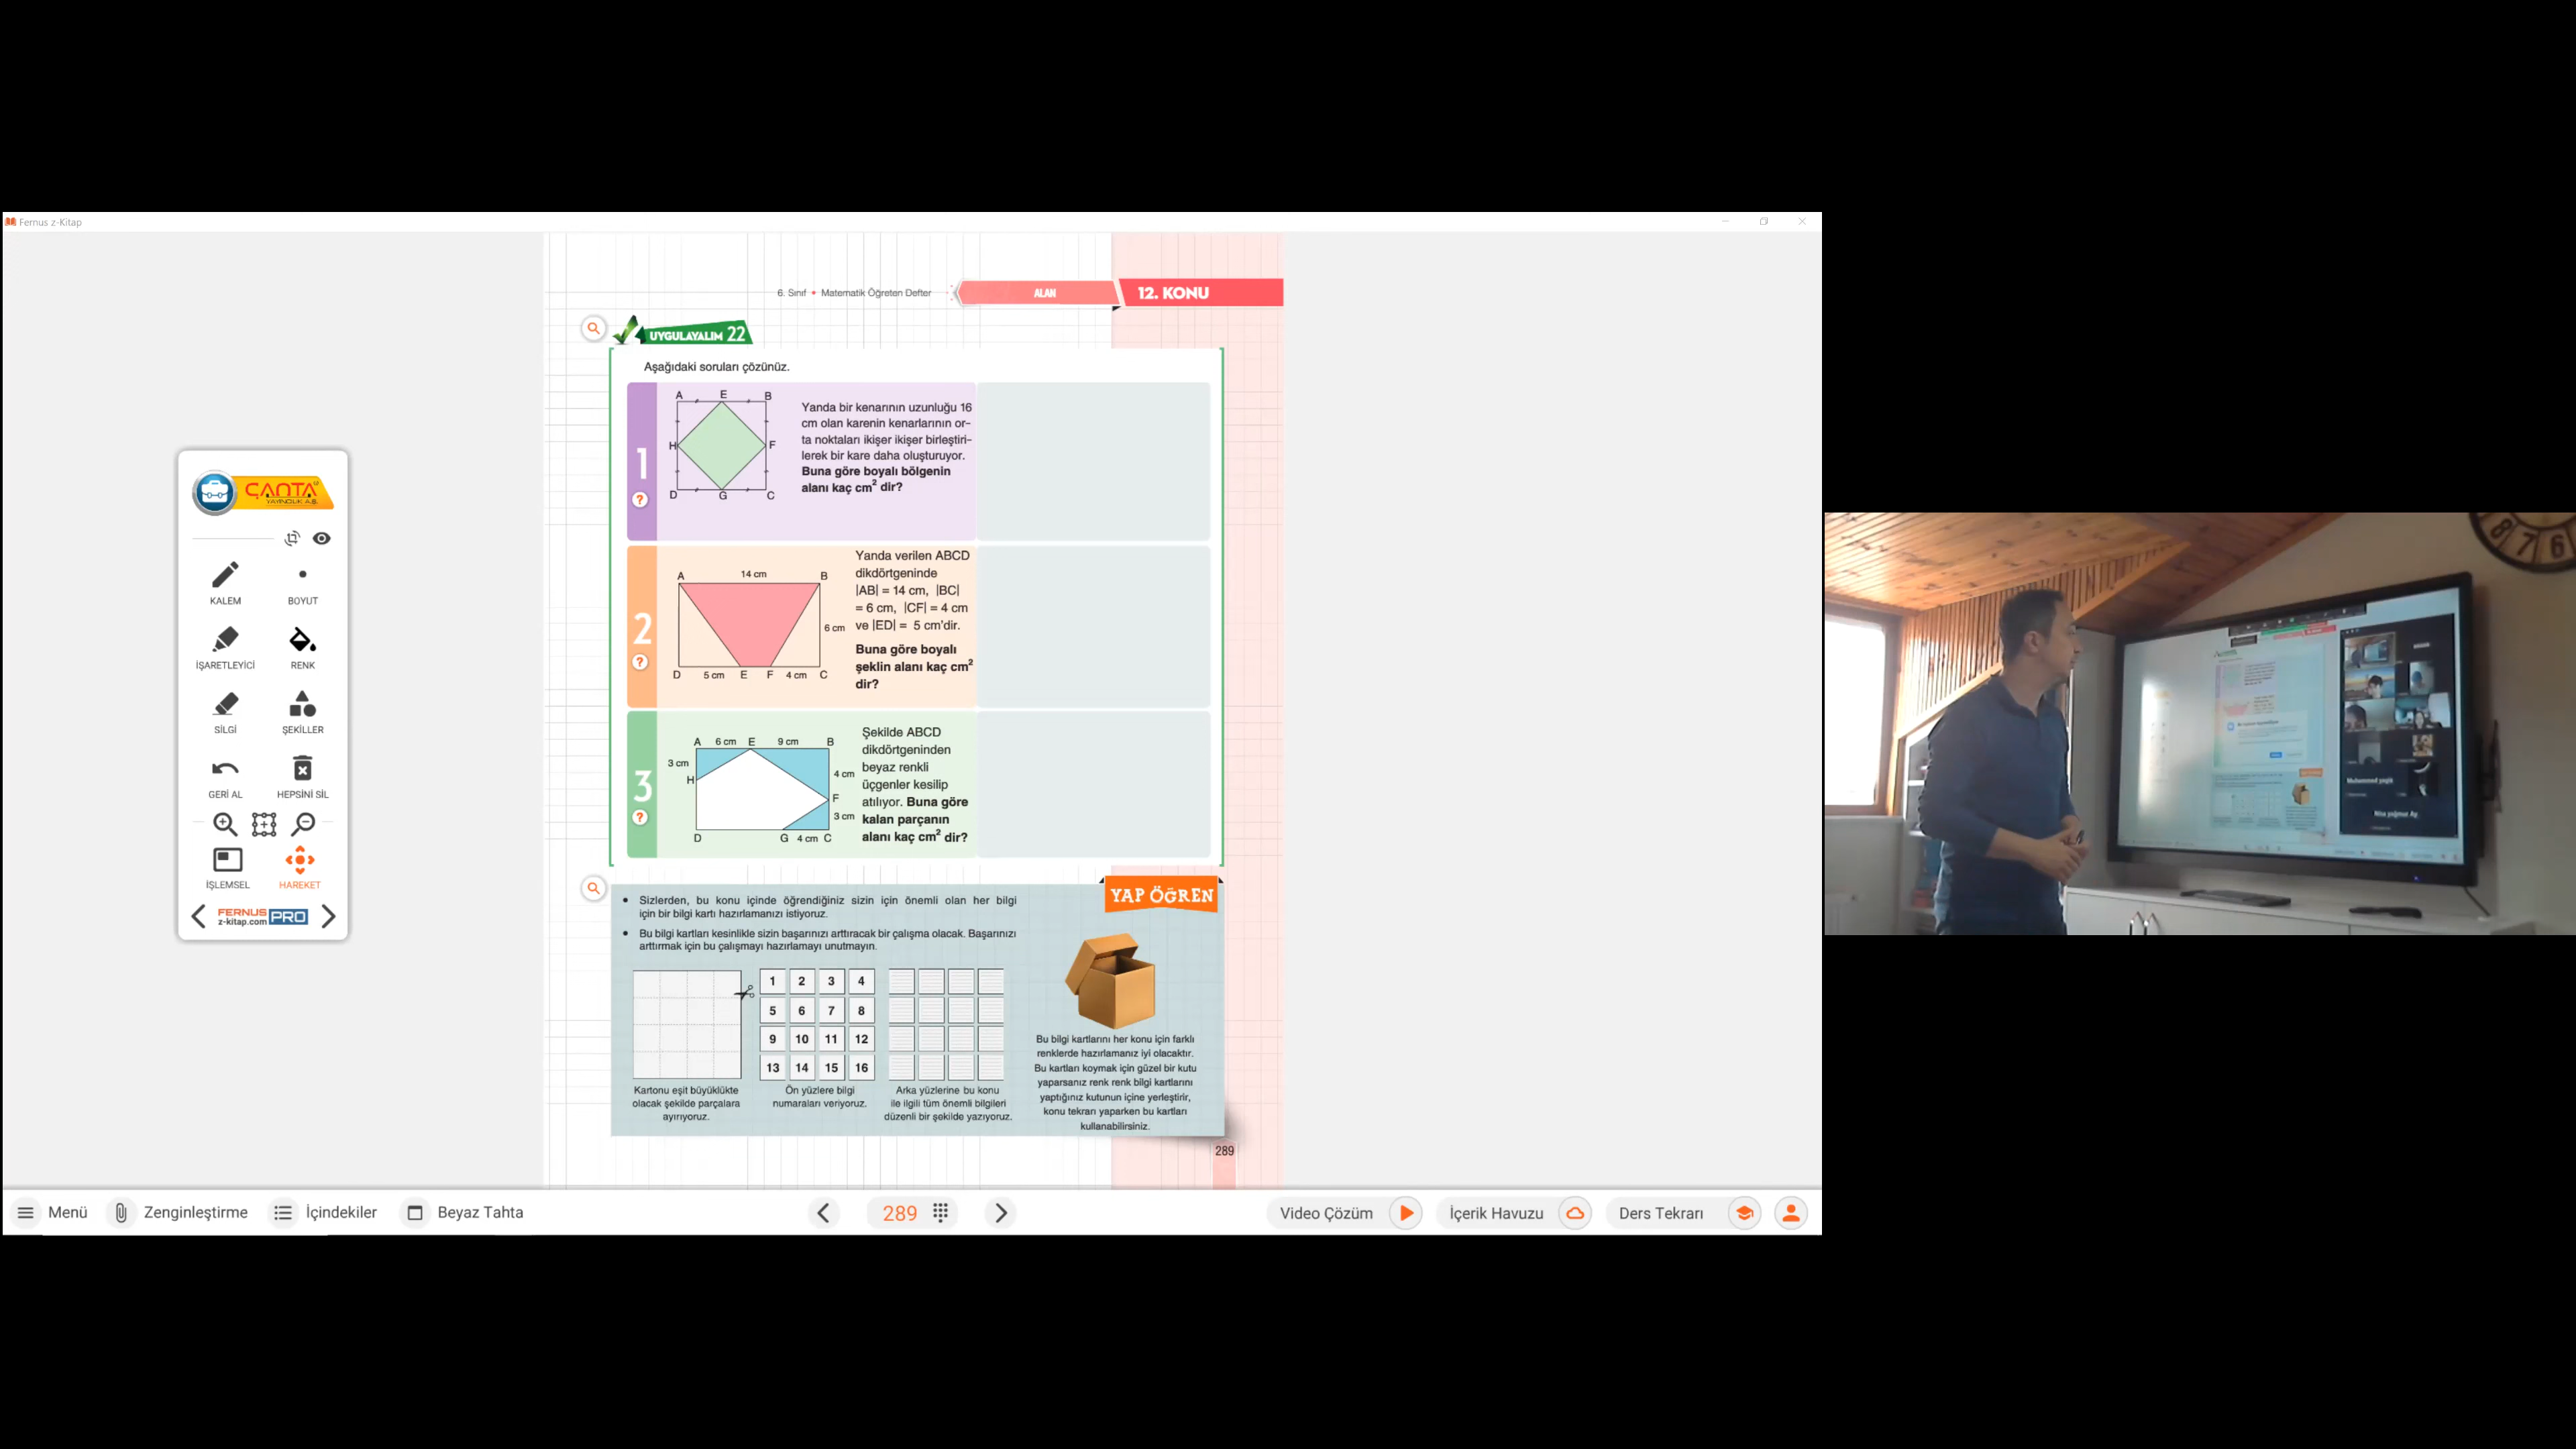 Fernus z-Kitap
6. Sınıf • Matematik Öğreten Defter
ALAN
12. KONU
UYGULAYALIM 22
Aşağıdaki soruları çözünüz.
1
?
A E B
H F
D G C
Yanda bir kenarının uzunluğu 16
cm olan karenin kenarlarının or-
ta noktaları ikişer ikişer birleştiri-
lerek bir kare daha oluşturuyor.
Buna göre boyalı bölgenin
alanı kaç cm² dir?
2
?
A 14 cm B
6 cm
D 5 cm E F 4 cm C
Yanda verilen ABCD
dikdörtgeninde
|AB| = 14 cm, |BC|
= 6 cm, |CF| = 4 cm
ve |ED| = 5 cm'dir.
Buna göre boyalı
şeklin alanı kaç cm²
dir?
3
?
A 6 cm E 9 cm B
3 cm
H
4 cm
F
3 cm
D G 4 cm C
Şekilde ABCD
dikdörtgeninden
beyaz renkli
üçgenler kesilip
atılıyor. Buna göre
kalan parçanın
alanı kaç cm² dir?
YAP ÖĞREN
• Sizlerden, bu konu içinde öğrendiğiniz sizin için önemli olan her bilgi
için bir bilgi kartı hazırlamanızı istiyoruz.
• Bu bilgi kartları kesinlikle sizin başarınızı arttıracak bir çalışma olacak. Başarınızı
arttırmak için bu çalışmayı hazırlamayı unutmayın.
1 2 3 4
5 6 7 8
9 10 11 12
13 14 15 16
Kartonu eşit büyüklükte
olacak şekilde parçalara
ayırıyoruz.
Ön yüzlere bilgi
numaraları veriyoruz.
Arka yüzlerine bu konu
ile ilgili tüm önemli bilgileri
düzenli bir şekilde yazıyoruz.
Bu bilgi kartlarını her konu için farklı
renklerde hazırlamanız iyi olacaktır.
Bu kartları koymak için güzel bir kutu
yaparsanız renk renk bilgi kartlarını
yaptığınız kutunun içine yerleştirir,
konu tekrarı yaparken bu kartları
kullanabilirsiniz.
289
ÇANTA
YAYINCILIK A.Ş.
KALEM BOYUT
İŞARETLEYİCİ RENK
SİLGİ ŞEKİLLER
GERİ AL HEPSİNİ SİL
İŞLEMSEL HAREKET
FERNUS PRO
z-kitap.com
Menü Zenginleştirme İçindekiler Beyaz Tahta 289 Video Çözüm İçerik Havuzu Ders Tekrarı
8 7 6